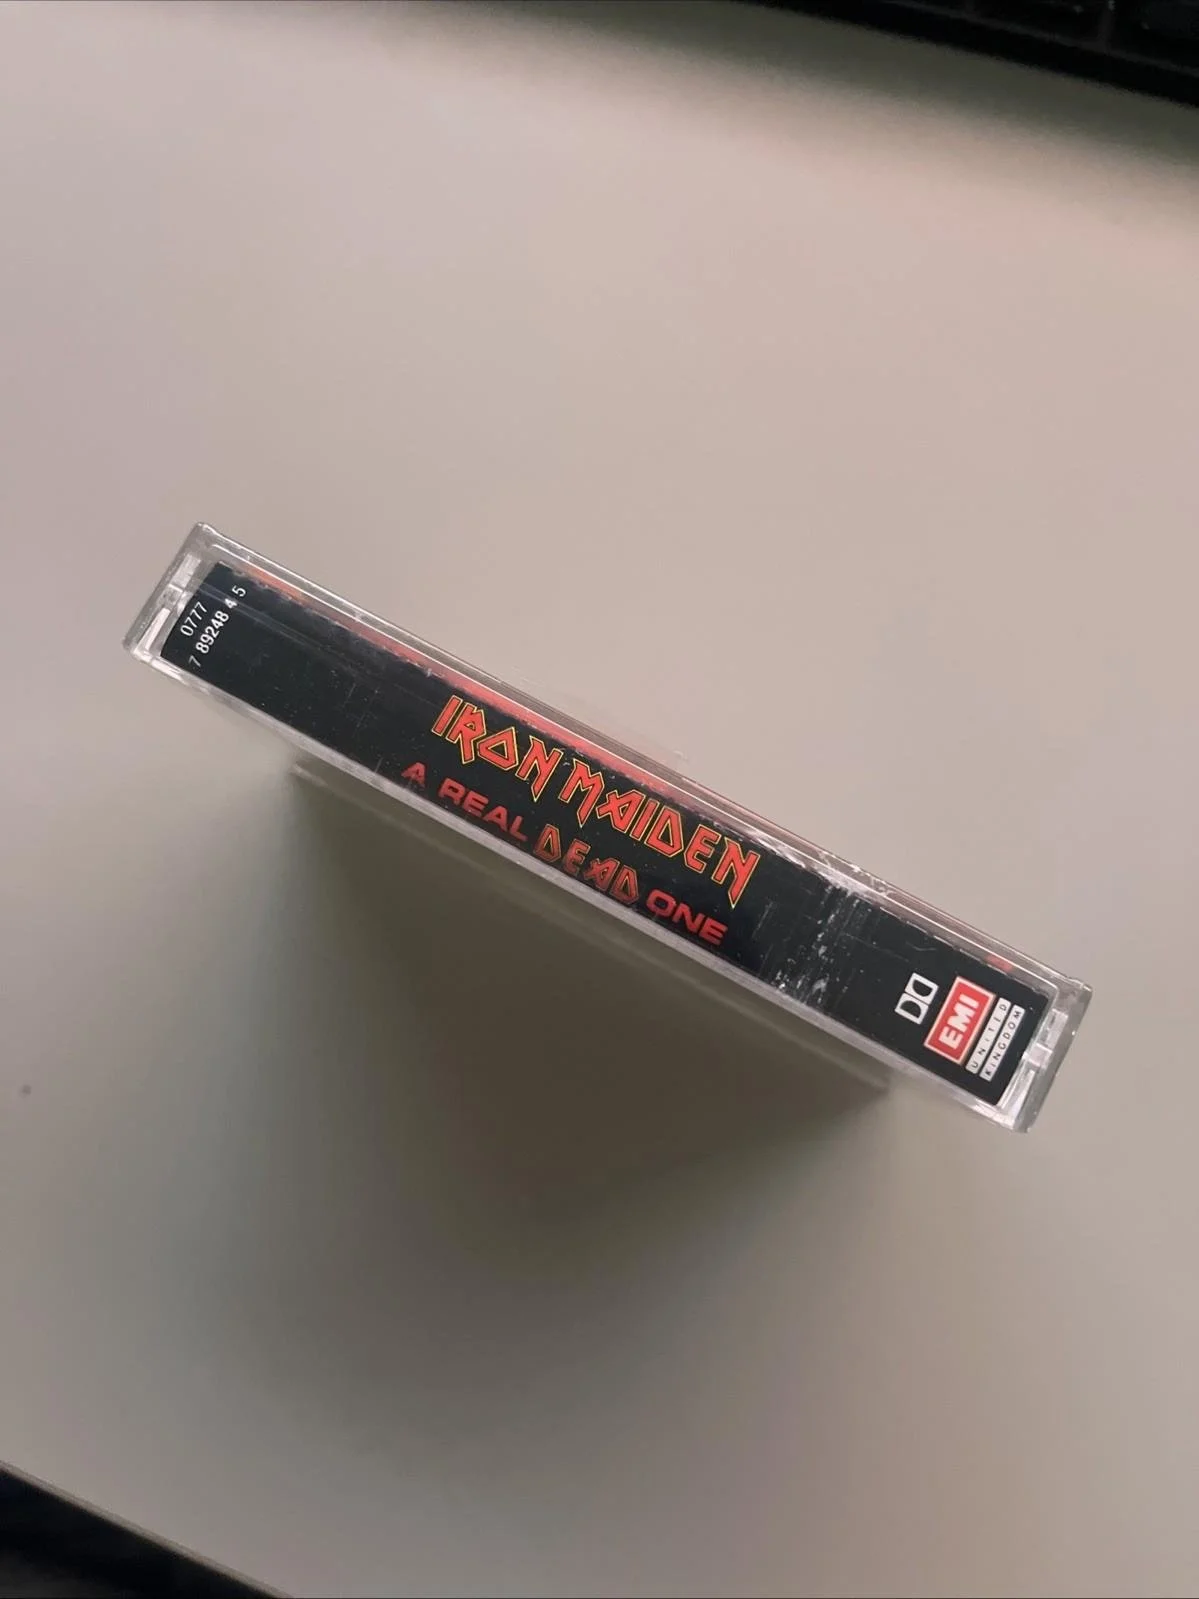 0777
7 89248 4 5
IRON MAIDEN
A REAL DEAD ONE
EMI
UNITED
KINGDOM